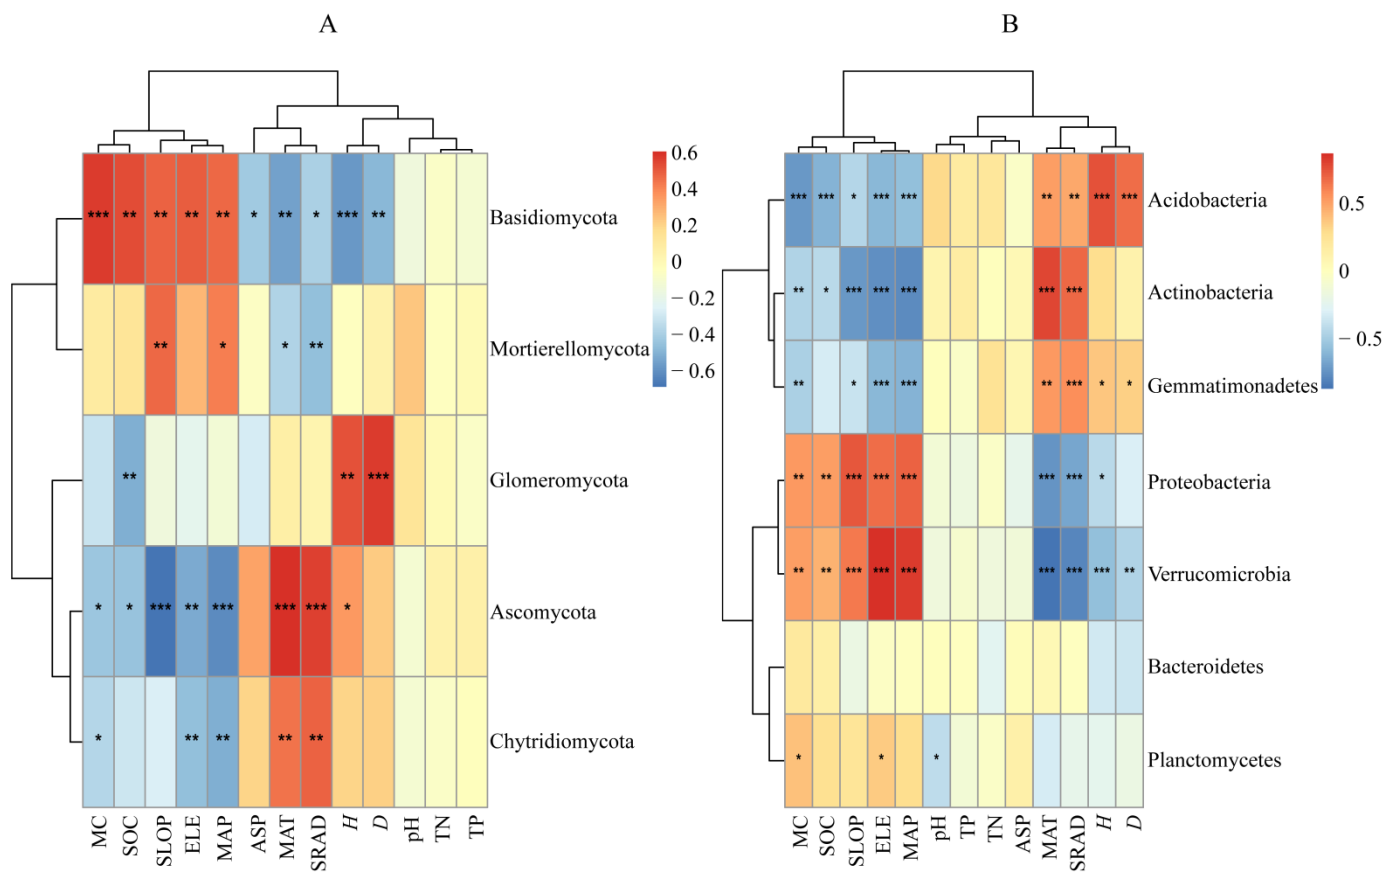 A
B
*** ** ** ** ** * ** * *** **
Basidiomycota
** * * **
Mortierellomycota
** ** ***
Glomeromycota
* * *** ** *** *** *** *
Ascomycota
* ** ** ** **
Chytridiomycota
0.6
0.4
0.2
0
− 0.2
− 0.4
− 0.6
MC SOC SLOP ELE MAP ASP MAT SRAD H D pH TN TP
*** *** * *** *** ** ** *** ***
Acidobacteria
** * *** *** *** *** ***
Actinobacteria
** * *** *** ** *** * *
Gemmatimonadetes
** ** *** *** *** *** *** *
Proteobacteria
** ** *** *** *** *** *** *** **
Verrucomicrobia
Bacteroidetes
* * *
Planctomycetes
0.5
0
− 0.5
MC SOC SLOP ELE MAP pH TP TN ASP MAT SRAD H D